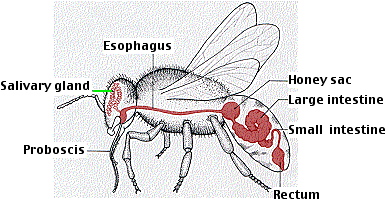 Esophagus
Salivary gland
Honey sac
Large intestine
Small intestine
Proboscis
Rectum